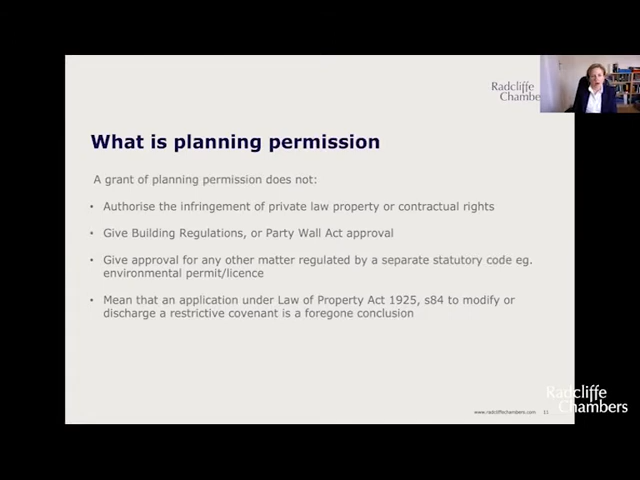 Radcliffe
Chambe
What is planning permission
A grant of planning permission does not:
• Authorise the infringement of private law property or contractual rights
• Give Building Regulations, or Party Wall Act approval
• Give approval for any other matter regulated by a separate statutory code eg.
environmental permit/licence
• Mean that an application under Law of Property Act 1925, s84 to modify or
discharge a restrictive covenant is a foregone conclusion
www.radcliffechambers.com 11
Radcliffe
Chambers